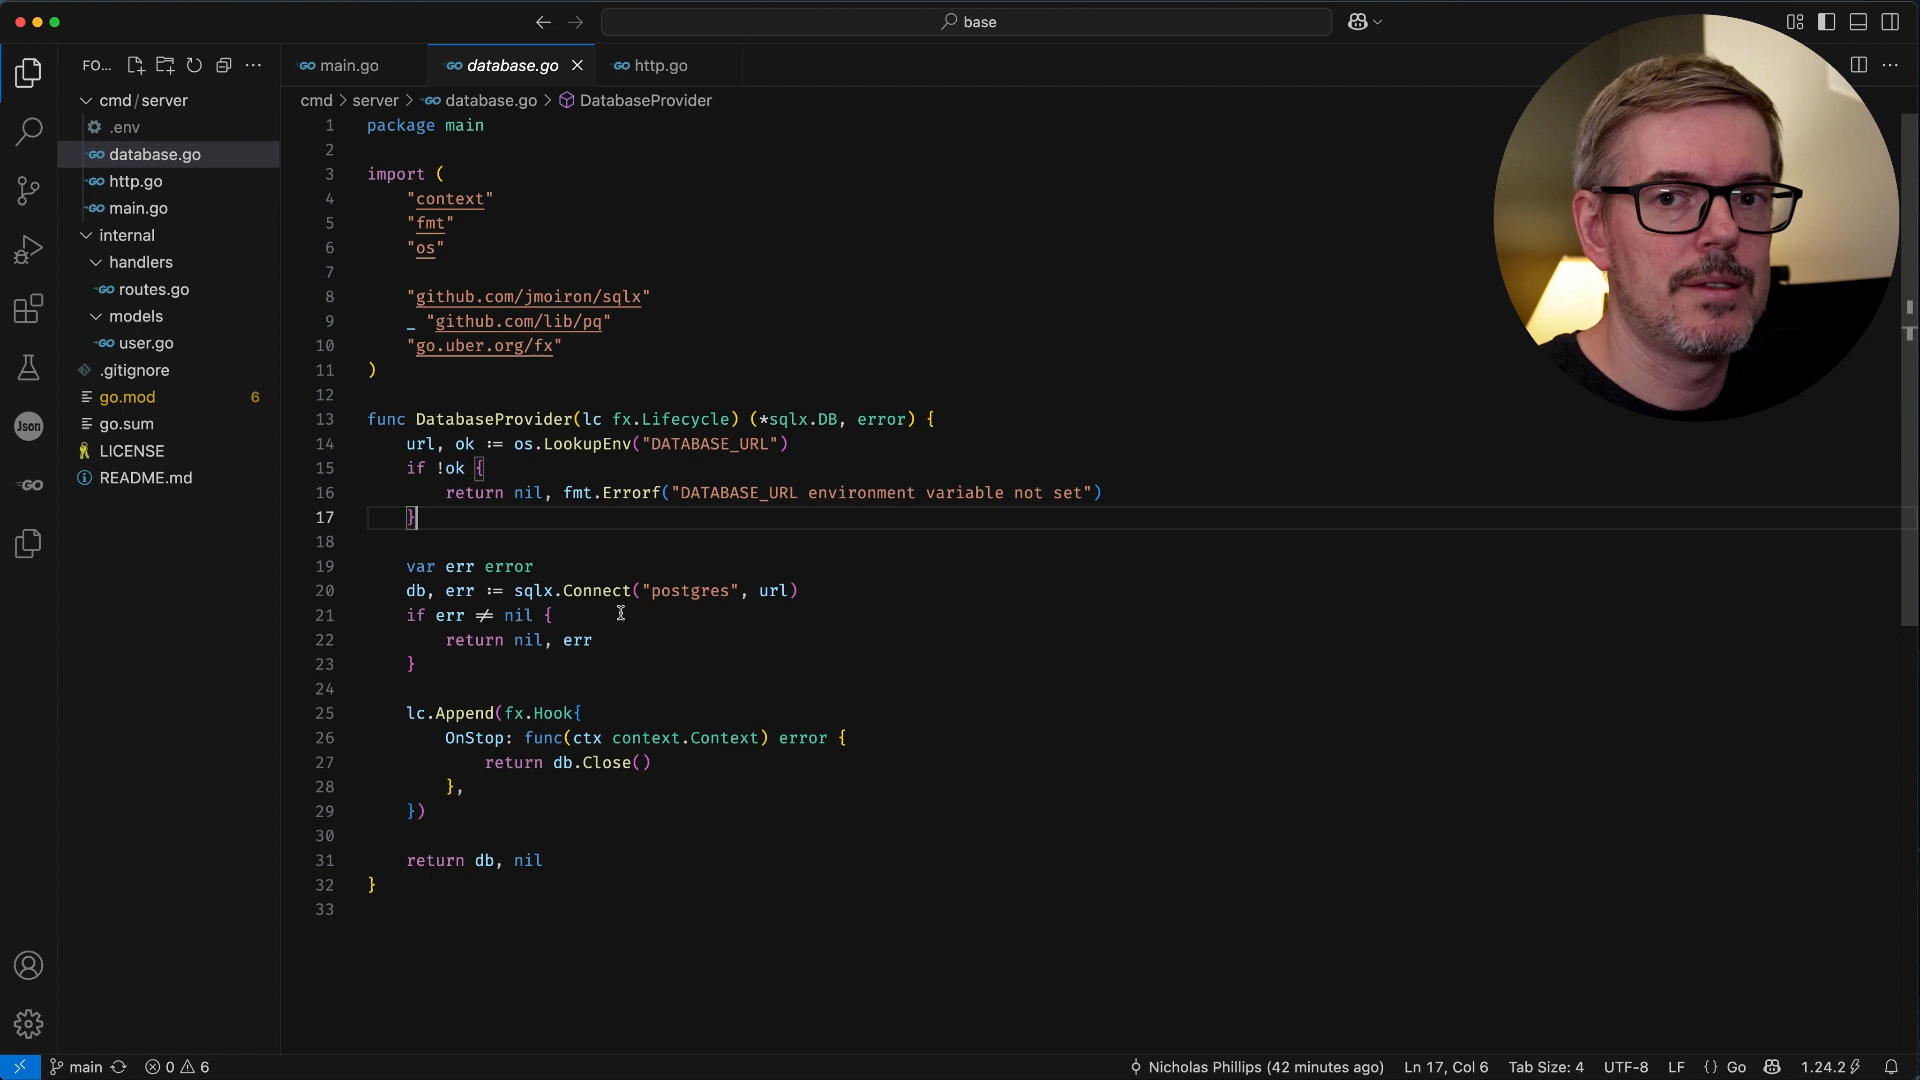 base
FO...
cmd/server
.env
database.go
http.go
main.go
internal
handlers
routes.go
models
user.go
.gitignore
go.mod 6
go.sum
LICENSE
README.md
Json
GO
GO main.go
GO database.go
GO http.go
cmd > server > GO database.go > DatabaseProvider
1 package main
2
3 import (
4 "context"
5 "fmt"
6 "os"
7
8 "github.com/jmoiron/sqlx"
9 _ "github.com/lib/pq"
10 "go.uber.org/fx"
11 )
12
13 func DatabaseProvider(lc fx.Lifecycle) (*sqlx.DB, error) {
14 url, ok := os.LookupEnv("DATABASE_URL")
15 if !ok {
16 return nil, fmt.Errorf("DATABASE_URL environment variable not set")
17 }
18
19 var err error
20 db, err := sqlx.Connect("postgres", url)
21 if err ≠ nil {
22 return nil, err
23 }
24
25 lc.Append(fx.Hook{
26 OnStop: func(ctx context.Context) error {
27 return db.Close()
28 },
29 })
30
31 return db, nil
32 }
33
main 0 6 Nicholas Phillips (42 minutes ago) Ln 17, Col 6 Tab Size: 4 UTF-8 LF {} Go 1.24.2